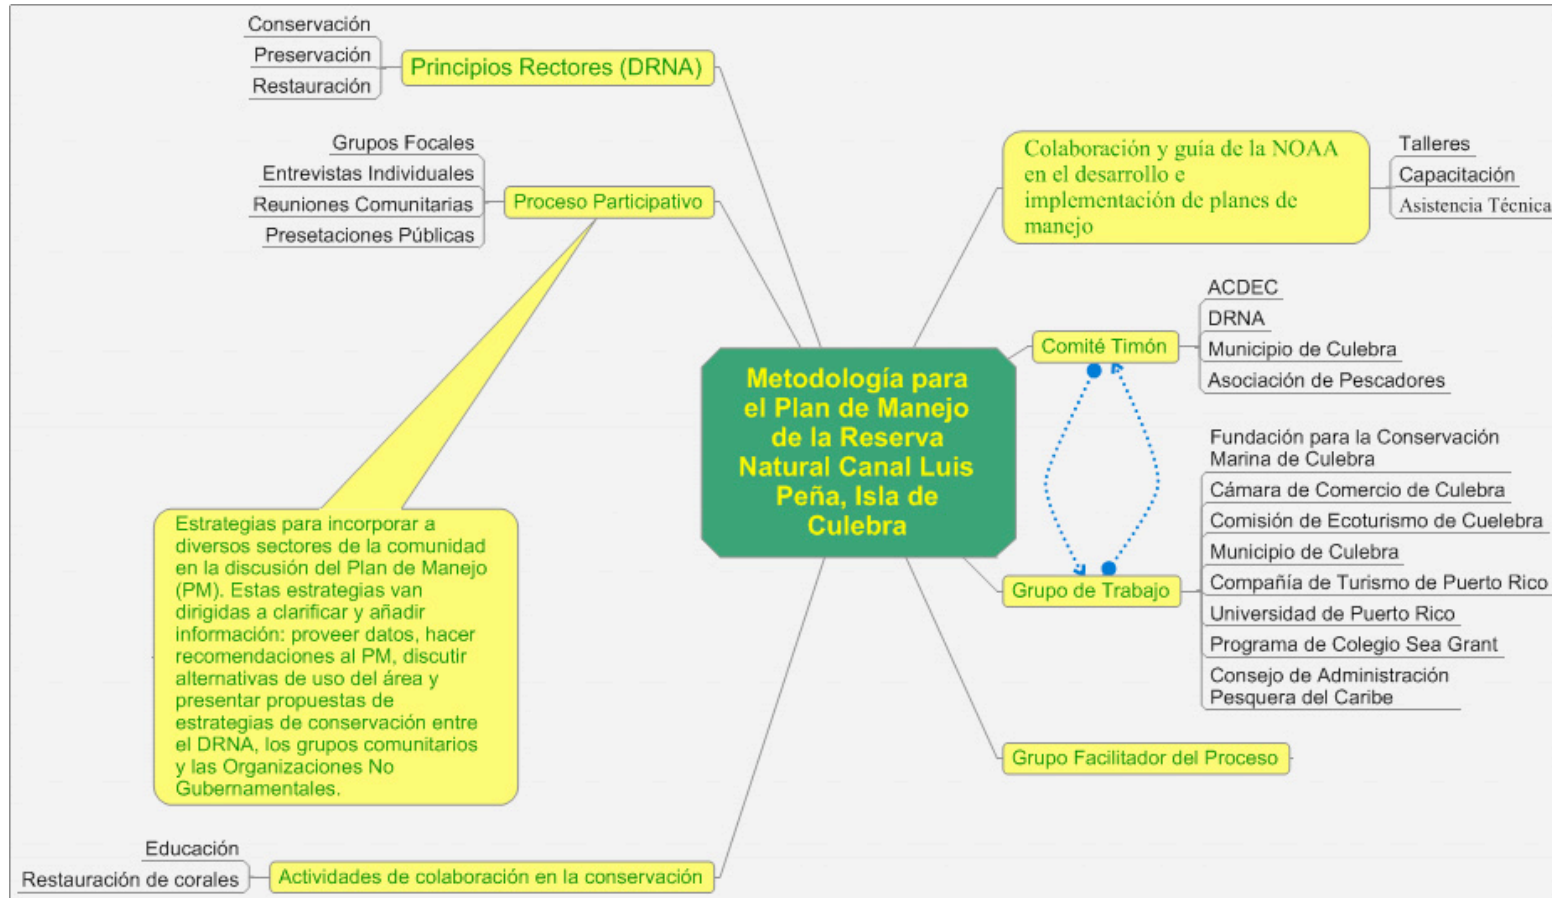 Conservación
Preservación
Restauración
Principios Rectores (DRNA)
Grupos Focales
Entrevistas Individuales
Reuniones Comunitarias
Presetaciones Públicas
Proceso Participativo
Estrategias para incorporar a
diversos sectores de la comunidad
en la discusión del Plan de Manejo
(PM). Estas estrategias van
dirigidas a clarificar y añadir
información: proveer datos, hacer
recomendaciones al PM, discutir
alternativas de uso del área y
presentar propuestas de
estrategias de conservación entre
el DRNA, los grupos comunitarios
y las Organizaciones No
Gubernamentales.
Educación
Restauración de corales
Actividades de colaboración en la conservación
Metodología para
el Plan de Manejo
de la Reserva
Natural Canal Luis
Peña, Isla de
Culebra
Colaboración y guía de la NOAA
en el desarrollo e
implementación de planes de
manejo
Talleres
Capacitación
Asistencia Técnica
Comité Timón
ACDEC
DRNA
Municipio de Culebra
Asociación de Pescadores
Grupo de Trabajo
Fundación para la Conservación
Marina de Culebra
Cámara de Comercio de Culebra
Comisión de Ecoturismo de Cuelebra
Municipio de Culebra
Compañía de Turismo de Puerto Rico
Universidad de Puerto Rico
Programa de Colegio Sea Grant
Consejo de Administración
Pesquera del Caribe
Grupo Facilitador del Proceso